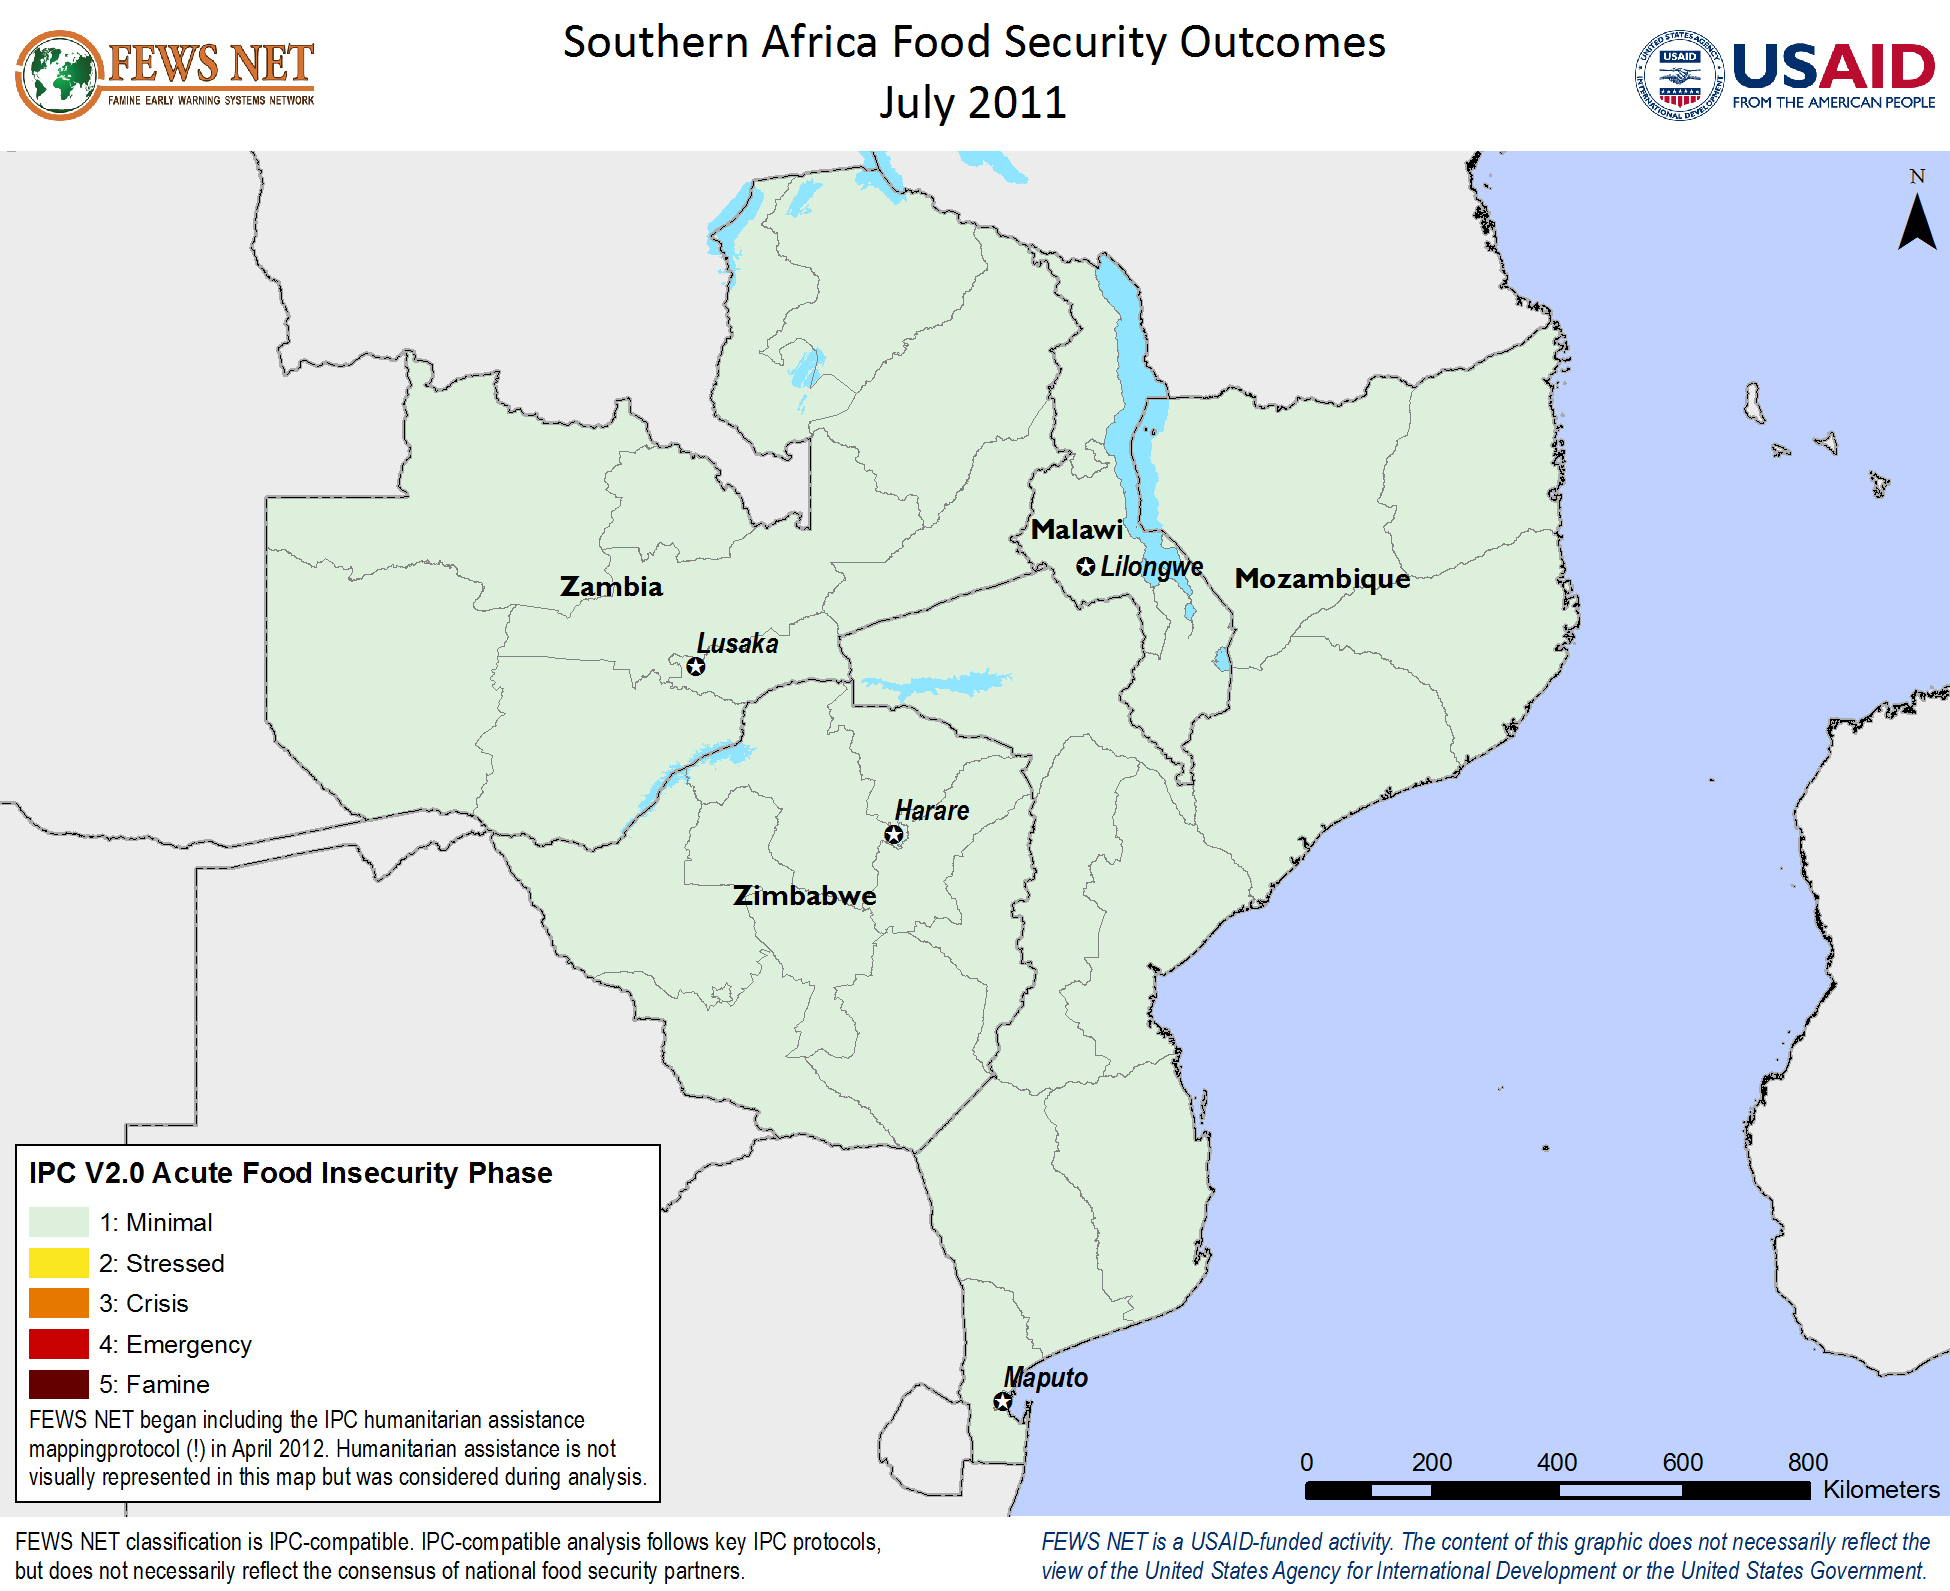 FEWS NET
FAMINE EARLY WARNING SYSTEMS NETWORK
Southern Africa Food Security Outcomes
July 2011
UNITED STATES AGENCY
USAID
INTERNATIONAL DEVELOPMENT
USAID
FROM THE AMERICAN PEOPLE
N
Malawi
Lilongwe
Zambia
Mozambique
Lusaka
Harare
Zimbabwe
Maputo
IPC V2.0 Acute Food Insecurity Phase
1: Minimal
2: Stressed
3: Crisis
4: Emergency
5: Famine
FEWS NET began including the IPC humanitarian assistance
mappingprotocol (!) in April 2012. Humanitarian assistance is not
visually represented in this map but was considered during analysis.
0 200 400 600 800
Kilometers
FEWS NET classification is IPC-compatible. IPC-compatible analysis follows key IPC protocols,
but does not necessarily reflect the consensus of national food security partners.
FEWS NET is a USAID-funded activity. The content of this graphic does not necessarily reflect the
view of the United States Agency for International Development or the United States Government.